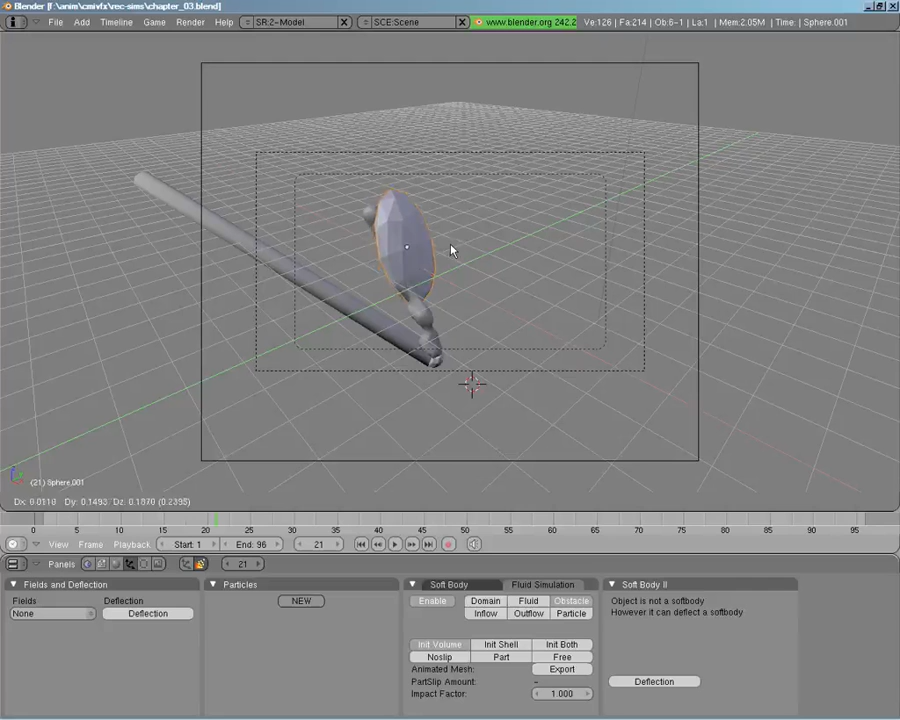 Blender [f:\anim\cmivfx\rec-sims\chapter_03.blend]
File Add Timeline Game Render Help SR:2-Model SCE:Scene www.blender.org 242.2 Ve:126 | Fa:214 | Ob:6-1 | La:1 | Mem:2.05M | Time: | Sphere.001
(21) Sphere.001
Dx: 0.0110 Dy: 0.1493 Dz: 0.1870 (0.2395)
0 5 10 15 20 25 30 35 40 45 50 55 60 65 70 75 80 85 90 95
View Frame Playback Start: 1 End: 96 21
Panels 21
Fields and Deflection Particles Soft Body Fluid Simulation Soft Body II
Fields Deflection NEW Enable Domain Fluid Obstacle Object is not a softbody
None Deflection Inflow Outflow Particle However it can deflect a softbody
Init Volume Init Shell Init Both
Noslip Part Free
Animated Mesh: Export
PartSlip Amount: - Deflection
Impact Factor: 1.000